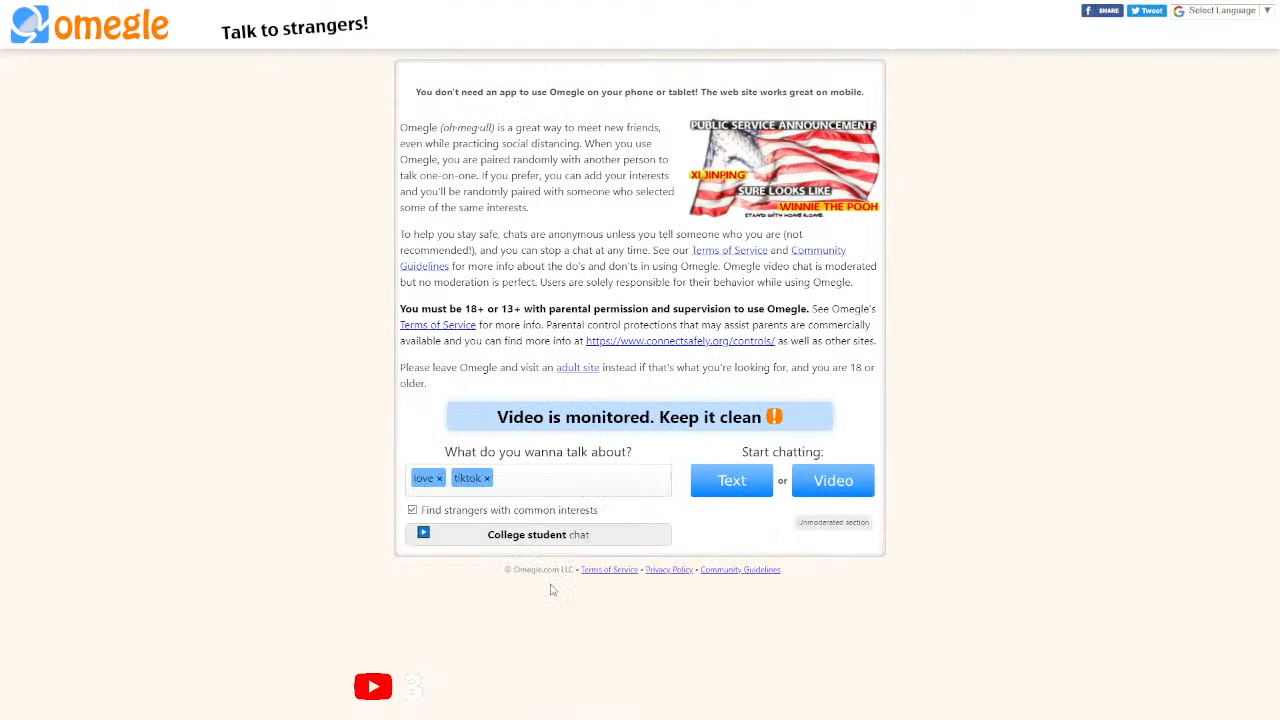 omegle
Talk to strangers!
SHARE
Tweet
Select Language ▼
You don't need an app to use Omegle on your phone or tablet! The web site works great on mobile.
Omegle (oh·meg·ull) is a great way to meet new friends,
even while practicing social distancing. When you use
Omegle, you are paired randomly with another person to
talk one-on-one. If you prefer, you can add your interests
and you'll be randomly paired with someone who selected
some of the same interests.
PUBLIC SERVICE ANNOUNCEMENT:
XI JINPING
SURE LOOKS LIKE
WINNIE THE POOH
STAND WITH HONG KONG.
To help you stay safe, chats are anonymous unless you tell someone who you are (not
recommended!), and you can stop a chat at any time. See our Terms of Service and Community
Guidelines for more info about the do's and don'ts in using Omegle. Omegle video chat is moderated
but no moderation is perfect. Users are solely responsible for their behavior while using Omegle.
You must be 18+ or 13+ with parental permission and supervision to use Omegle. See Omegle's
Terms of Service for more info. Parental control protections that may assist parents are commercially
available and you can find more info at https://www.connectsafely.org/controls/ as well as other sites.
Please leave Omegle and visit an adult site instead if that's what you're looking for, and you are 18 or
older.
Video is monitored. Keep it clean !
What do you wanna talk about?
love × tiktok ×
Find strangers with common interests
College student chat
Start chatting:
Text or Video
Unmoderated section
© Omegle.com LLC • Terms of Service • Privacy Policy • Community Guidelines
3